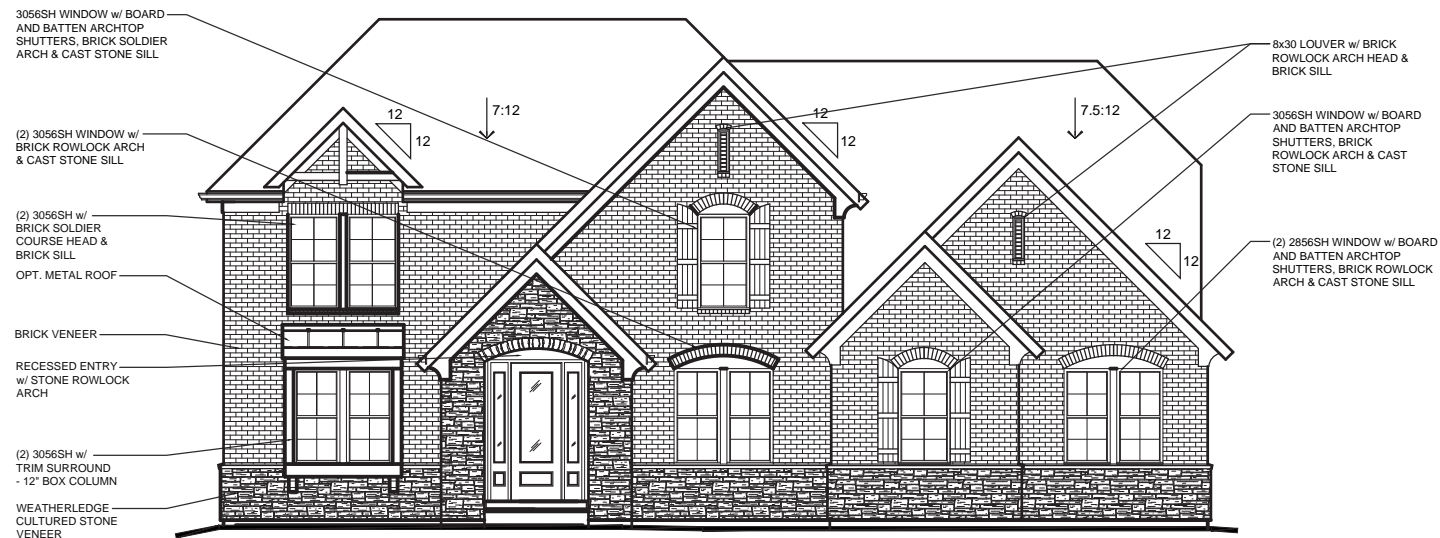 3056SH WINDOW w/ BOARD
AND BATTEN ARCHTOP
SHUTTERS, BRICK SOLDIER
ARCH & CAST STONE SILL
(2) 3056SH WINDOW w/
BRICK ROWLOCK ARCH
& CAST STONE SILL
(2) 3056SH w/
BRICK SOLDIER
COURSE HEAD &
BRICK SILL
OPT. METAL ROOF
BRICK VENEER
RECESSED ENTRY
w/ STONE ROWLOCK
ARCH
(2) 3056SH w/
TRIM SURROUND
- 12" BOX COLUMN
WEATHERLEDGE
CULTURED STONE
VENEER
12
12
7:12
12
12
7.5:12
12
12
8x30 LOUVER w/ BRICK
ROWLOCK ARCH HEAD &
BRICK SILL
3056SH WINDOW w/ BOARD
AND BATTEN ARCHTOP
SHUTTERS, BRICK
ROWLOCK ARCH & CAST
STONE SILL
(2) 2856SH WINDOW w/ BOARD
AND BATTEN ARCHTOP
SHUTTERS, BRICK ROWLOCK
ARCH & CAST STONE SILL